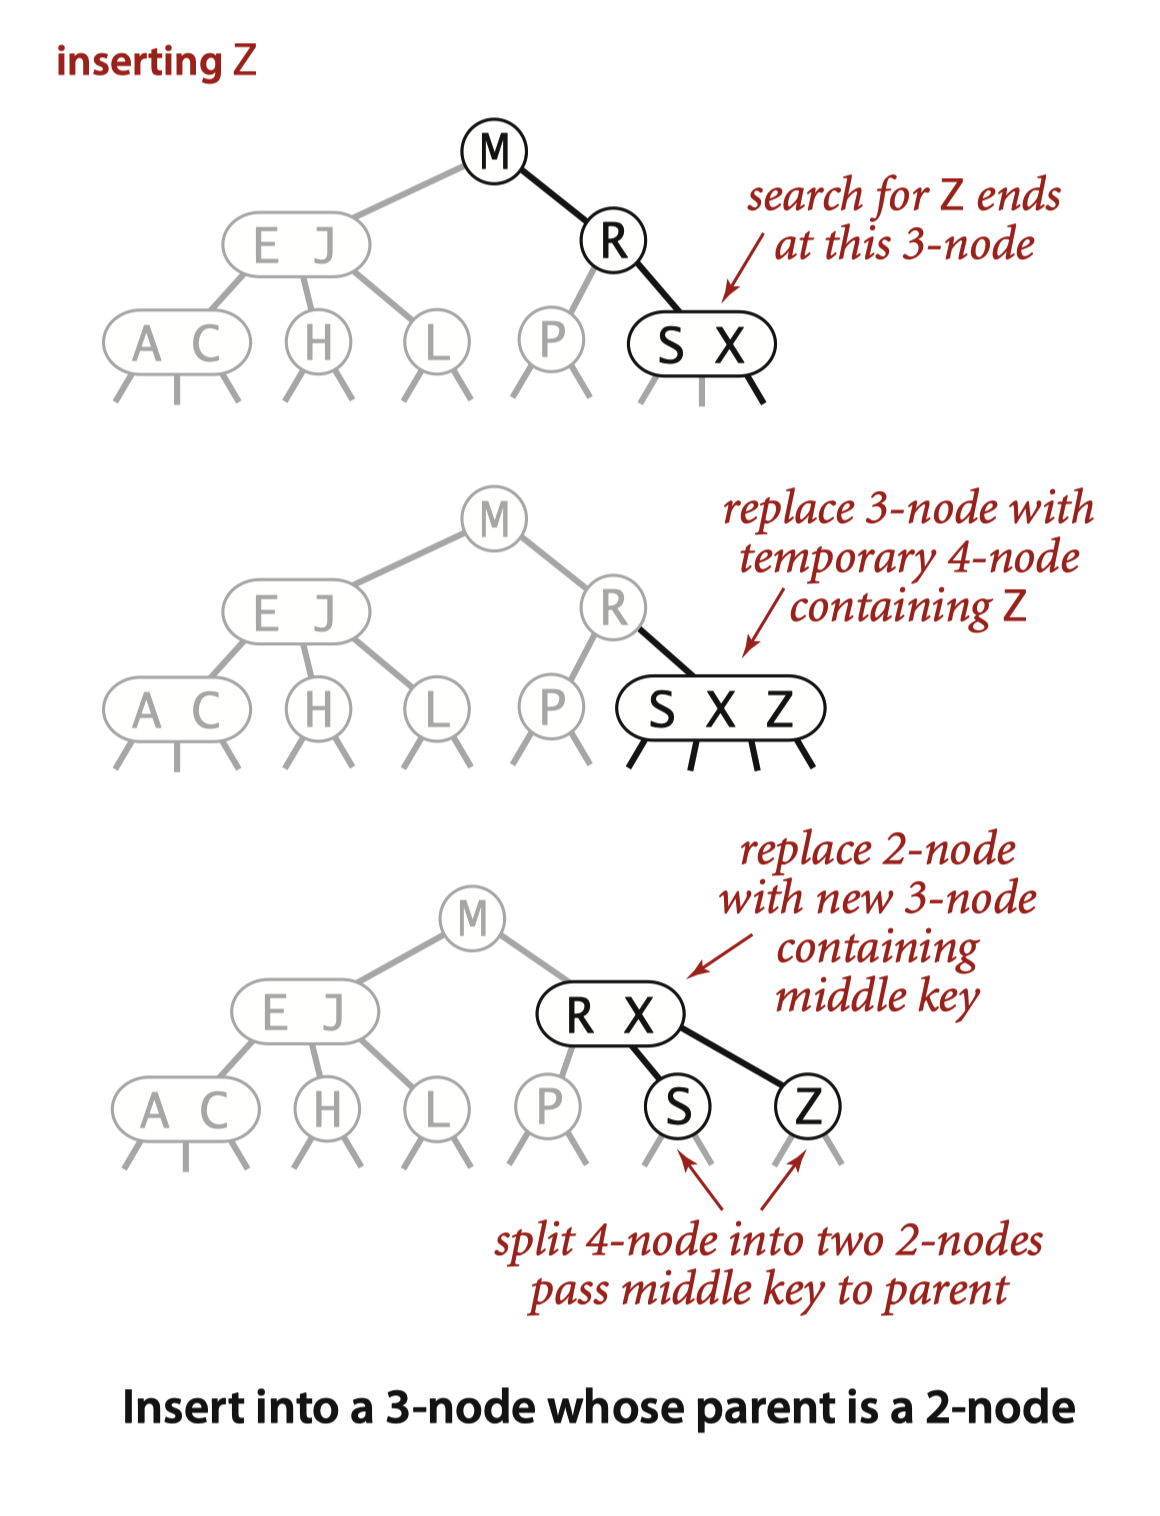 inserting Z
M
search for Z ends
at this 3-node
E J
R
A C H L P S X
replace 3-node with
temporary 4-node
containing Z
M
E J
R
A C H L P S X Z
replace 2-node
with new 3-node
containing
middle key
M
E J
R X
A C H L P S Z
split 4-node into two 2-nodes
pass middle key to parent
Insert into a 3-node whose parent is a 2-node